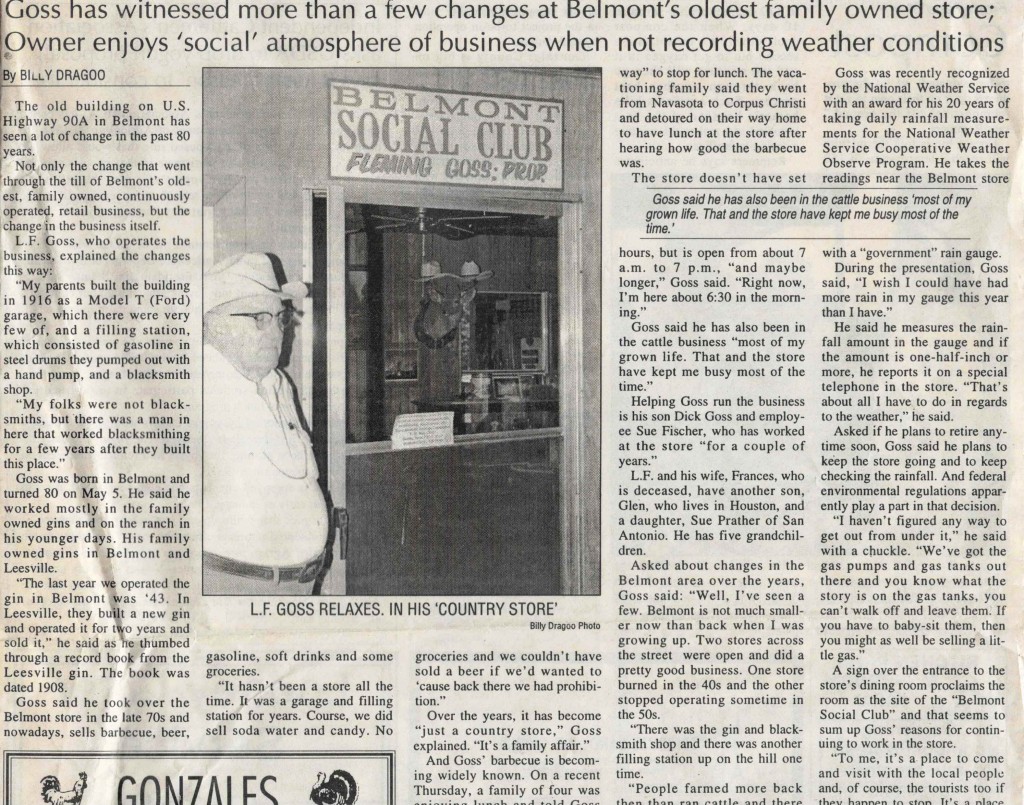 Goss has witnessed more than a few changes at Belmont's oldest family owned store;
Owner enjoys 'social' atmosphere of business when not recording weather conditions
By BILLY DRAGOO
The old building on U.S.
Highway 90A in Belmont has
seen a lot of change in the past 80
years.
Not only the change that went
through the till of Belmont's old-
est, family owned, continuously
operated, retail business, but the
change in the business itself.
L.F. Goss, who operates the
business, explained the changes
this way:
"My parents built the building
in 1916 as a Model T (Ford)
garage, which there were very
few of, and a filling station,
which consisted of gasoline in
steel drums they pumped out with
a hand pump, and a blacksmith
shop.
"My folks were not black-
smiths, but there was a man in
here that worked blacksmithing
for a few years after they built
this place."
Goss was born in Belmont and
turned 80 on May 5. He said he
worked mostly in the family
owned gins and on the ranch in
his younger days. His family
owned gins in Belmont and
Leesville.
"The last year we operated the
gin in Belmont was '43. In
Leesville, they built a new gin
and operated it for two years and
sold it," he said as he thumbed
through a record book from the
Leesville gin. The book was
dated 1908.
Goss said he took over the
Belmont store in the late 70s and
nowadays, sells barbecue, beer,
BELMONT
SOCIAL CLUB
FLEMING GOSS; PROP.
L.F. GOSS RELAXES. IN HIS 'COUNTRY STORE'
Billy Dragoo Photo
gasoline, soft drinks and some
groceries.
"It hasn't been a store all the
time. It was a garage and filling
station for years. Course, we did
sell soda water and candy. No
groceries and we couldn't have
sold a beer if we'd wanted to
'cause back there we had prohibi-
tion."
Over the years, it has become
"just a country store," Goss
explained. "It's a family affair."
And Goss' barbecue is becom-
ing widely known. On a recent
Thursday, a family of four was
enjoying lunch and told Goss
way" to stop for lunch. The vaca-
tioning family said they went
from Navasota to Corpus Christi
and detoured on their way home
to have lunch at the store after
hearing how good the barbecue
was.
The store doesn't have set
Goss said he has also been in the cattle business 'most of my
grown life. That and the store have kept me busy most of the
time.'
hours, but is open from about 7
a.m. to 7 p.m., "and maybe
longer," Goss said. "Right now,
I'm here about 6:30 in the morn-
ing."
Goss said he has also been in
the cattle business "most of my
grown life. That and the store
have kept me busy most of the
time."
Helping Goss run the business
is his son Dick Goss and employ-
ee Sue Fischer, who has worked
at the store "for a couple of
years."
L.F. and his wife, Frances, who
is deceased, have another son,
Glen, who lives in Houston, and
a daughter, Sue Prather of San
Antonio. He has five grandchil-
dren.
Asked about changes in the
Belmont area over the years,
Goss said: "Well, I've seen a
few. Belmont is not much small-
er now than back when I was
growing up. Two stores across
the street were open and did a
pretty good business. One store
burned in the 40s and the other
stopped operating sometime in
the 50s.
"There was the gin and black-
smith shop and there was another
filling station up on the hill one
time.
"People farmed more back
then than ran cattle and there
Goss was recently recognized
by the National Weather Service
with an award for his 20 years of
taking daily rainfall measure-
ments for the National Weather
Service Cooperative Weather
Observe Program. He takes the
readings near the Belmont store
with a "government" rain gauge.
During the presentation, Goss
said, "I wish I could have had
more rain in my gauge this year
than I have."
He said he measures the rain-
fall amount in the gauge and if
the amount is one-half-inch or
more, he reports it on a special
telephone in the store. "That's
about all I have to do in regards
to the weather," he said.
Asked if he plans to retire any-
time soon, Goss said he plans to
keep the store going and to keep
checking the rainfall. And federal
environmental regulations appar-
ently play a part in that decision.
"I haven't figured any way to
get out from under it," he said
with a chuckle. "We've got the
gas pumps and gas tanks out
there and you know what the
story is on the gas tanks, you
can't walk off and leave them. If
you have to baby-sit them, then
you might as well be selling a lit-
tle gas."
A sign over the entrance to the
store's dining room proclaims the
room as the site of the "Belmont
Social Club" and that seems to
sum up Goss' reasons for contin-
uing to work in the store.
"To me, it's a place to come
and visit with the local people
and, of course, the tourists too if
they happen to stop. It's a place
GONZALES